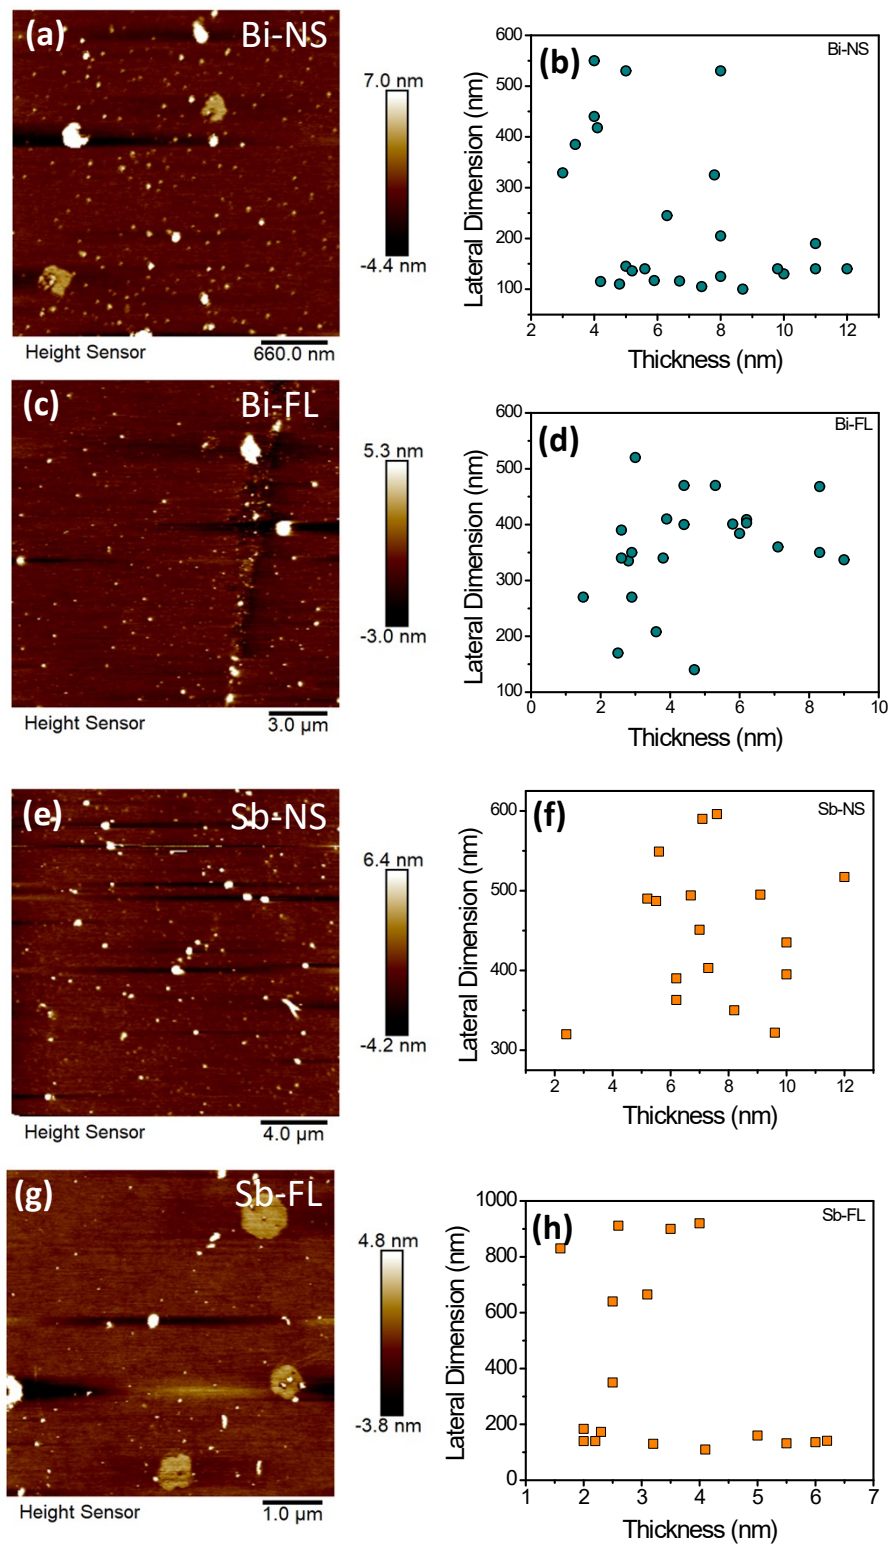 (a) Bi-NS
7.0 nm
-4.4 nm
Height Sensor
660.0 nm
(b)
Bi-NS
600
500
400
300
200
100
2 4 6 8 10 12
Lateral Dimension (nm)
Thickness (nm)
(c) Bi-FL
5.3 nm
-3.0 nm
Height Sensor
3.0 µm
(d)
Bi-FL
600
500
400
300
200
100
0 2 4 6 8 10
Lateral Dimension (nm)
Thickness (nm)
(e) Sb-NS
6.4 nm
-4.2 nm
Height Sensor
4.0 µm
(f)
Sb-NS
600
500
400
300
2 4 6 8 10 12
Lateral Dimension (nm)
Thickness (nm)
(g) Sb-FL
4.8 nm
-3.8 nm
Height Sensor
1.0 µm
(h)
Sb-FL
1000
800
600
400
200
0
1 2 3 4 5 6 7
Lateral Dimension (nm)
Thickness (nm)